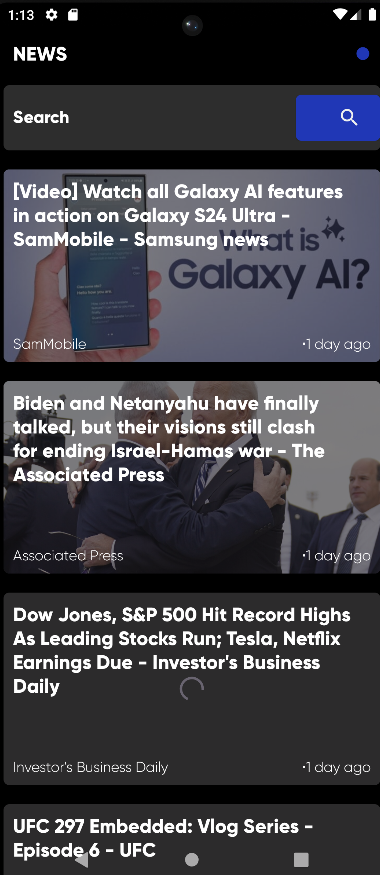 1:13
NEWS
Search
[Video] Watch all Galaxy AI features
in action on Galaxy S24 Ultra -
SamMobile - Samsung news
What is
Galaxy AI?
SamMobile
•1 day ago
Biden and Netanyahu have finally
talked, but their visions still clash
for ending Israel-Hamas war - The
Associated Press
Associated Press
•1 day ago
Dow Jones, S&P 500 Hit Record Highs
As Leading Stocks Run; Tesla, Netflix
Earnings Due - Investor's Business
Daily
Investor's Business Daily
•1 day ago
UFC 297 Embedded: Vlog Series -
Episode 6 - UFC